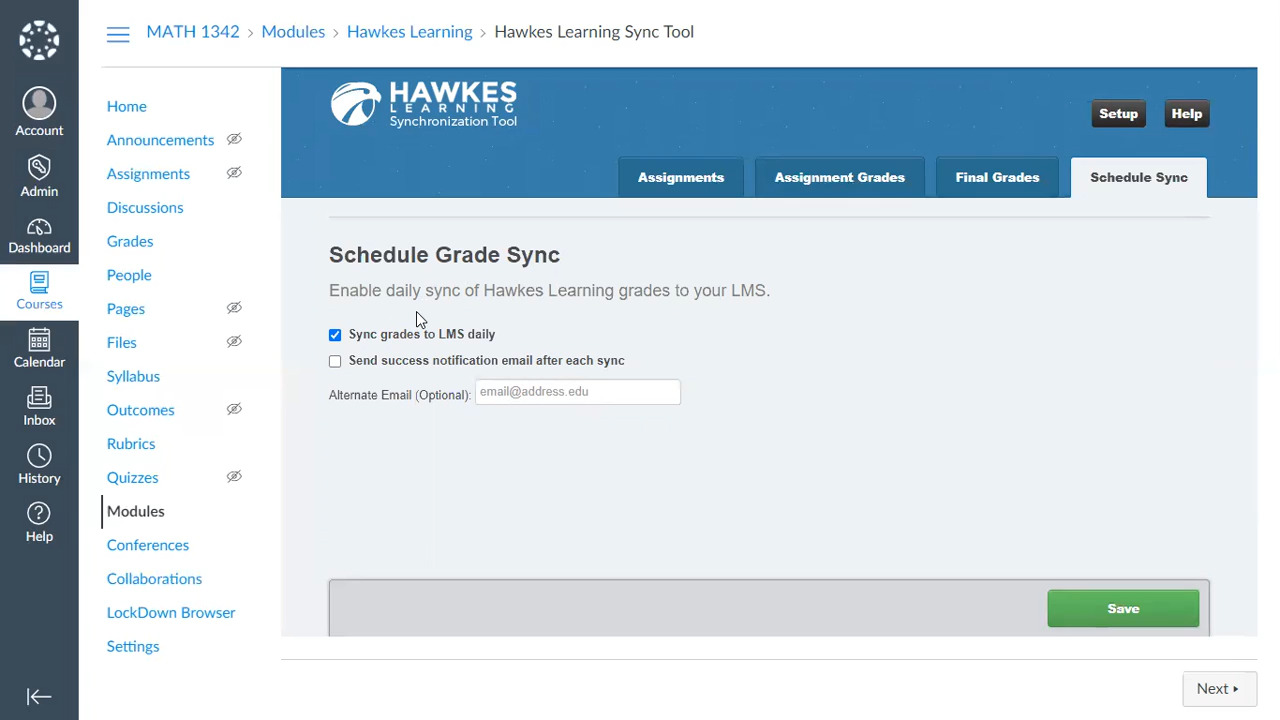 MATH 1342 › Modules › Hawkes Learning › Hawkes Learning Sync Tool
Account
Admin
Dashboard
Courses
Calendar
Inbox
History
Help
Home
Announcements
Assignments
Discussions
Grades
People
Pages
Files
Syllabus
Outcomes
Rubrics
Quizzes
Modules
Conferences
Collaborations
LockDown Browser
Settings
HAWKES
LEARNING
Synchronization Tool
Setup
Help
Assignments
Assignment Grades
Final Grades
Schedule Sync
Schedule Grade Sync
Enable daily sync of Hawkes Learning grades to your LMS.
Sync grades to LMS daily
Send success notification email after each sync
Alternate Email (Optional): email@address.edu
Save
Next